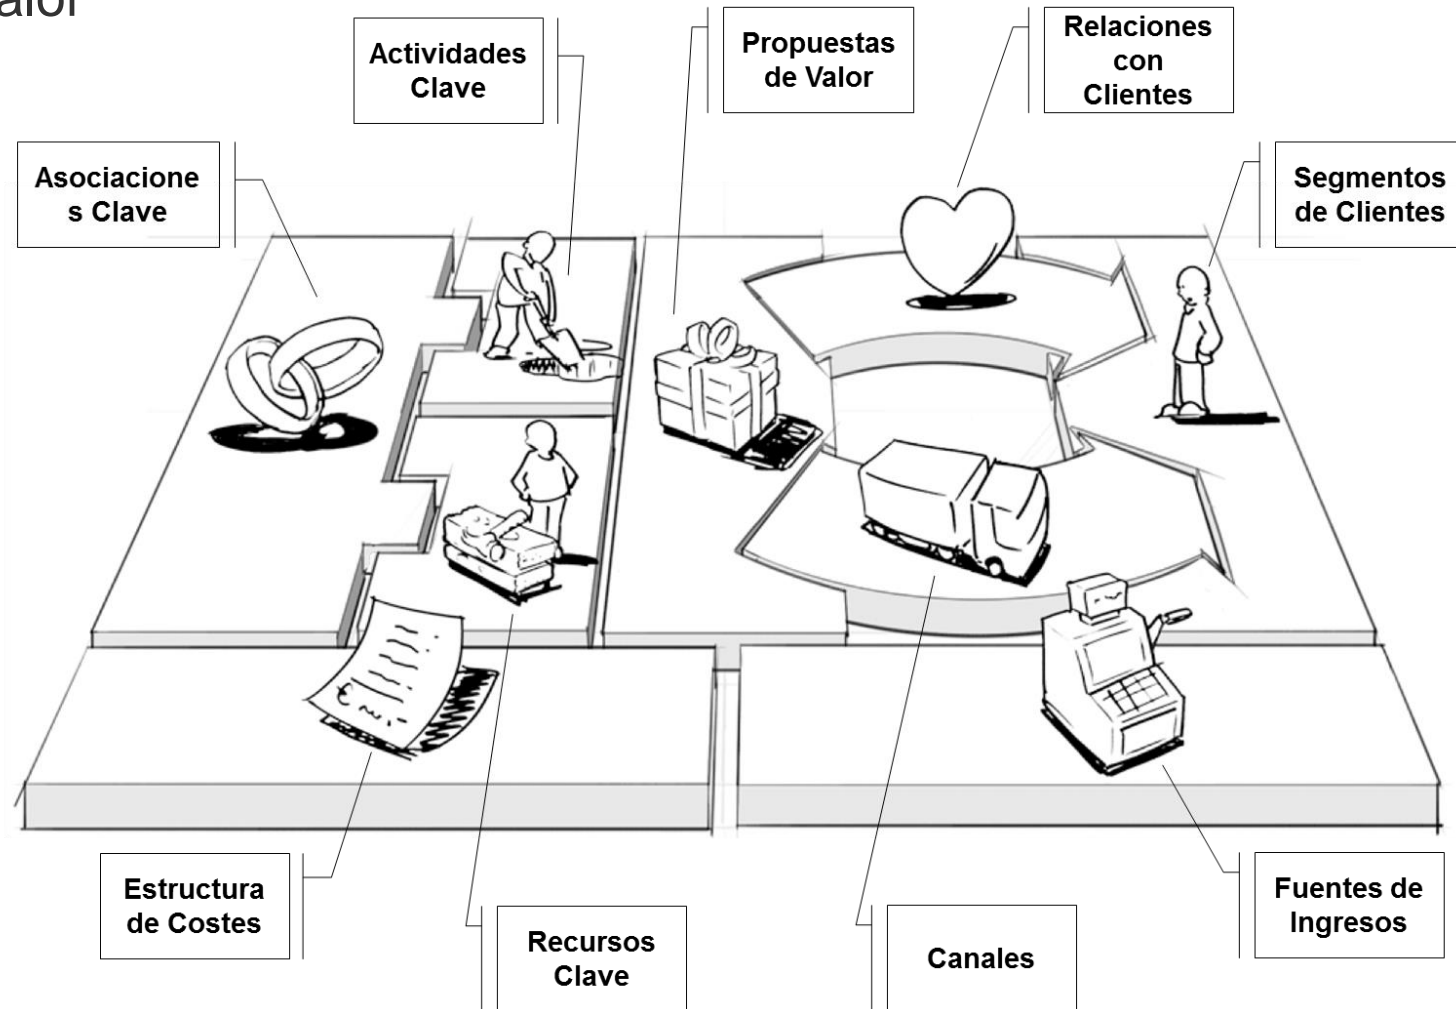 alor
Actividades
Clave
Propuestas
de Valor
Relaciones
con
Clientes
Asociacione
s Clave
Segmentos
de Clientes
€
Estructura
de Costes
Recursos
Clave
Canales
Fuentes de
Ingresos